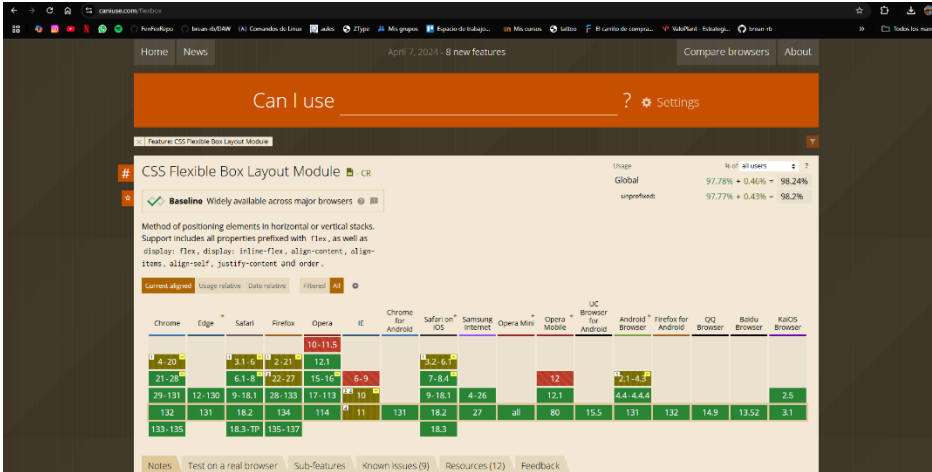 caniuse.com/flexbox
FemFoxRepo brian-rb/DAW (A) Comandos de Linux aules ZType Mis grupos Espacio de trabajo... Mis cursos tattoo El carrito de compra... ValoPlant - Estrategi... brian-rb » Todos los mar
Home News April 7, 2024 - 8 new features Compare browsers About
Can I use ? Settings
Feature: CSS Flexible Box Layout Module
# CSS Flexible Box Layout Module - CR
Usage % of all users ?
Global 97.78% + 0.46% = 98.24%
unprefixed: 97.77% + 0.43% = 98.2%
Baseline Widely available across major browsers
Method of positioning elements in horizontal or vertical stacks.
Support includes all properties prefixed with flex, as well as
display: flex, display: inline-flex, align-content, align-
items, align-self, justify-content and order.
Current aligned Usage relative Date relative Filtered All
Chrome Edge * Safari Firefox Opera IE Chrome for Android Safari on iOS * Samsung Internet Opera Mini * Opera Mobile * UC Browser for Android Android Browser * Firefox for Android QQ Browser Baidu Browser KaiOS Browser
10-11.5
4-20 3.1-6 2-21 12.1 3.2-6.1
21-28 6.1-8 22-27 15-16 6-9 7-8.4 12 2.1-4.3
29-131 12-130 9-18.1 28-133 17-113 10 9-18.1 4-26 12.1 4.4-4.4.4 2.5
132 131 18.2 134 114 11 131 18.2 27 all 80 15.5 131 132 14.9 13.52 3.1
133-135 18.3-TP 135-137 18.3
Notes Test on a real browser Sub-features Known issues (9) Resources (12) Feedback